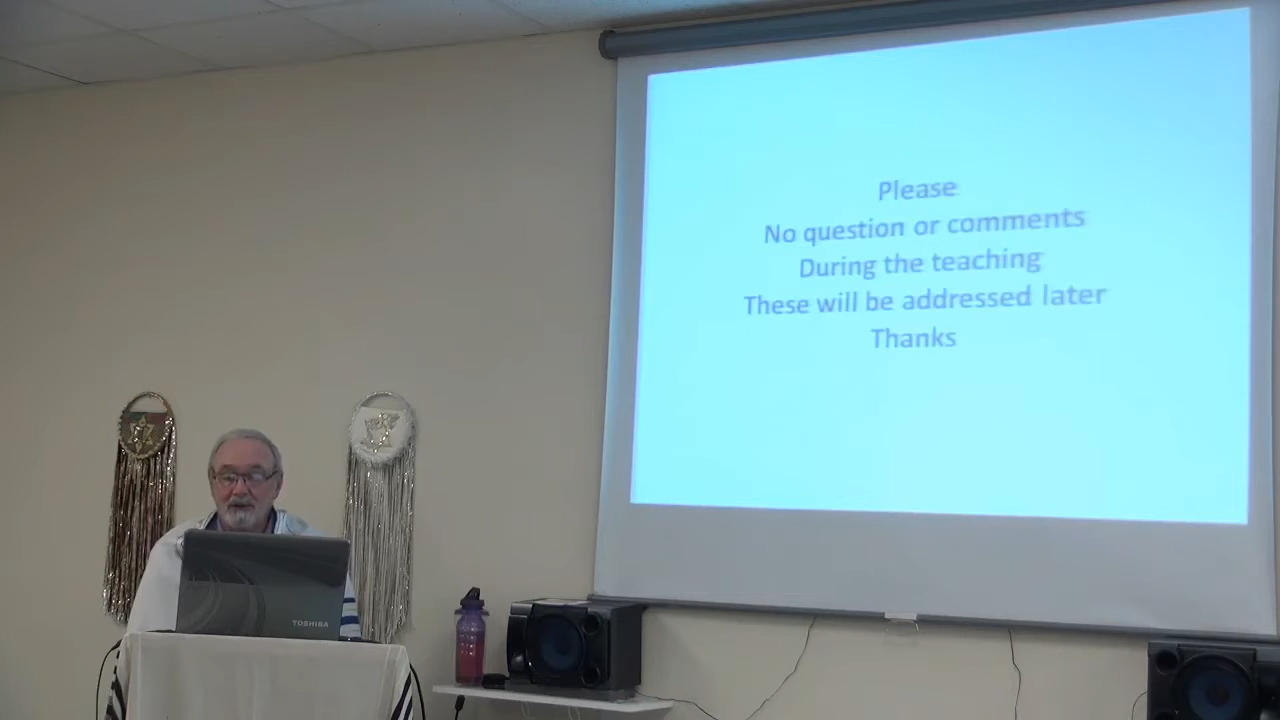 Please
No question or comments
During the teaching
These will be addressed later
Thanks
TOSHIBA